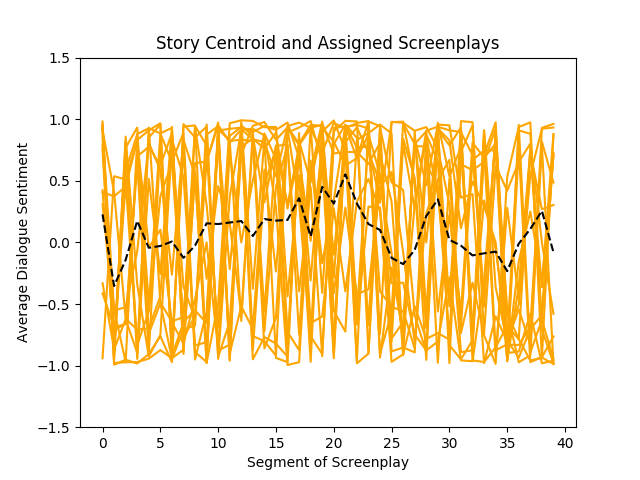 Story Centroid and Assigned Screenplays
1.5
1.0
0.5
0.0
−0.5
−1.0
−1.5
Average Dialogue Sentiment
0 5 10 15 20 25 30 35 40
Segment of Screenplay